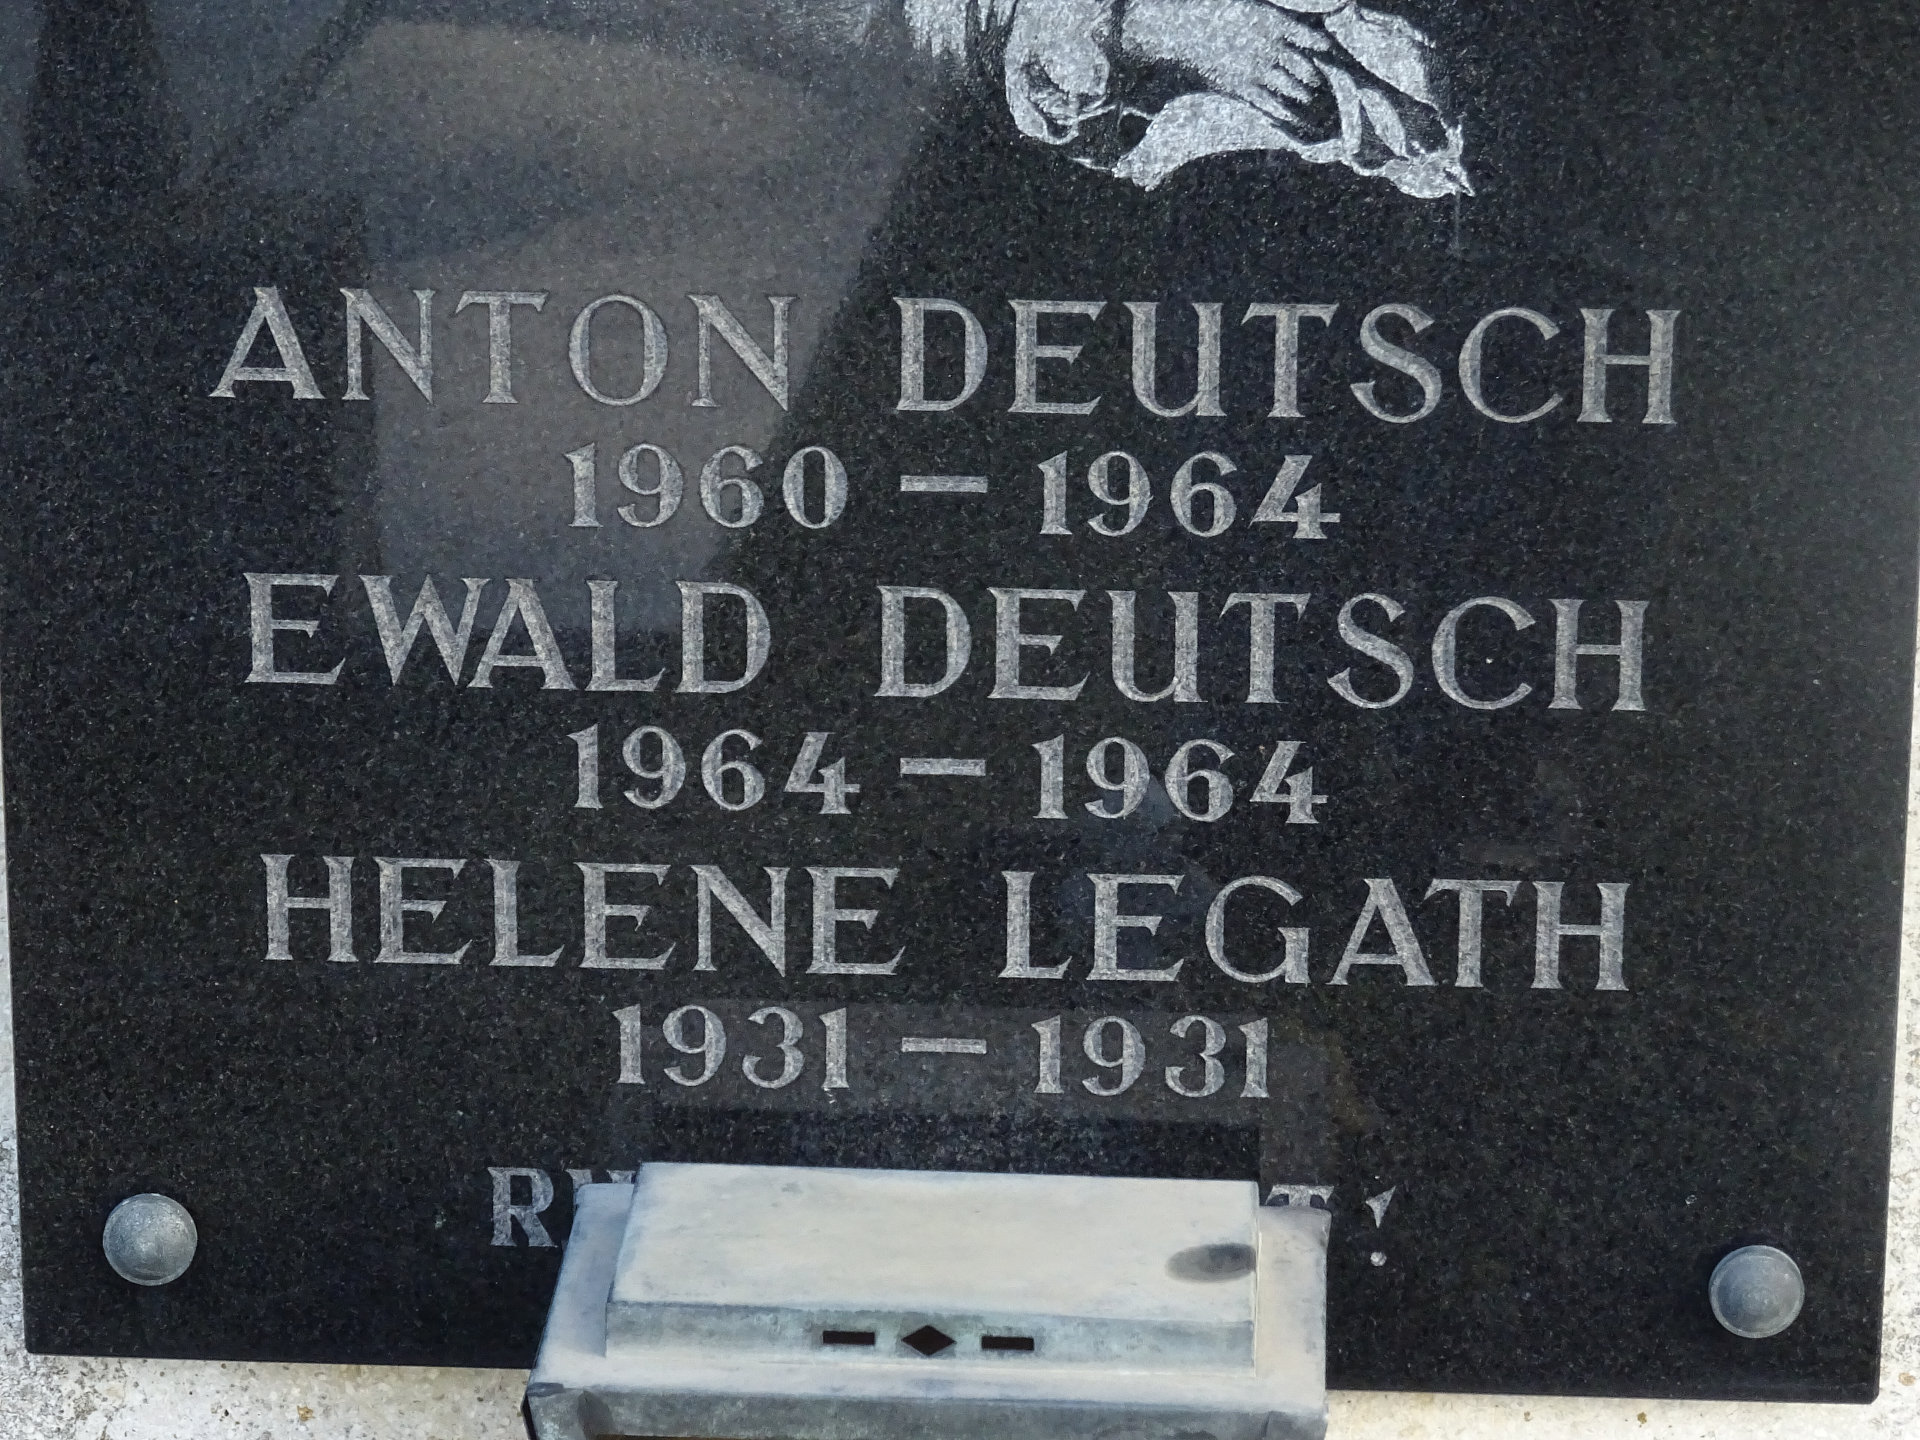 ANTON DEUTSCH
1960 – 1964
EWALD DEUTSCH
1964 – 1964
HELENE LEGATH
1931 – 1931